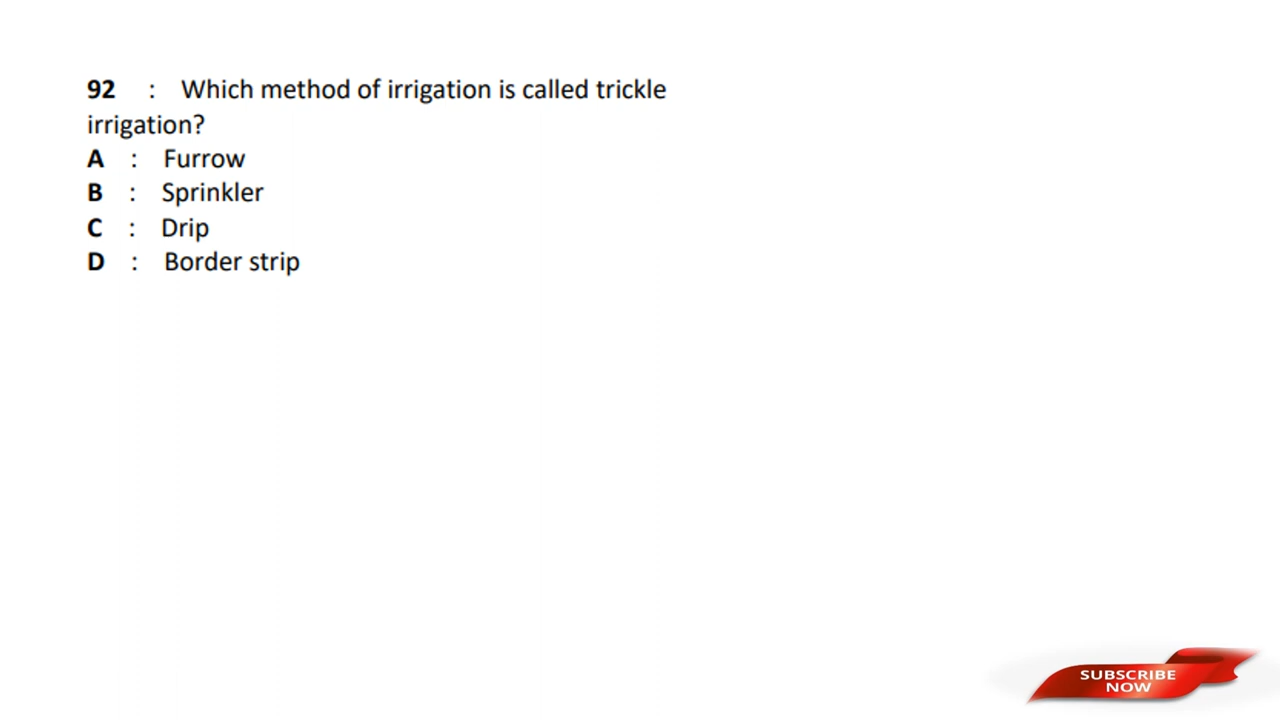 92 : Which method of irrigation is called trickle
irrigation?
A : Furrow
B : Sprinkler
C : Drip
D : Border strip
SUBSCRIBE
NOW